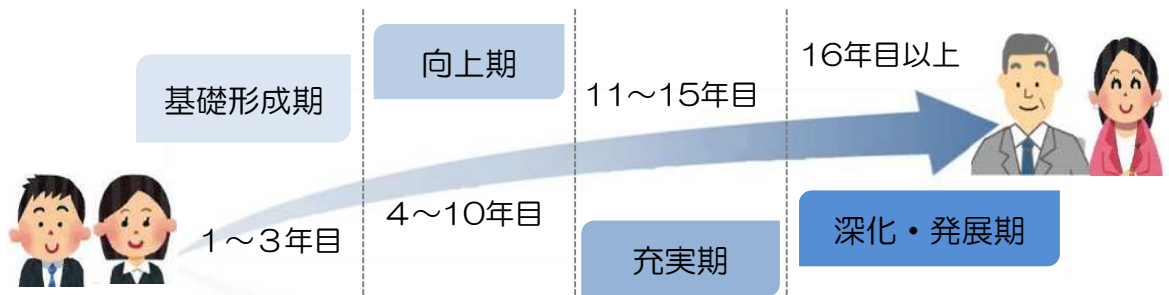 基礎形成期
1～3年目
向上期
4～10年目
11～15年目
充実期
16年目以上
深化・発展期